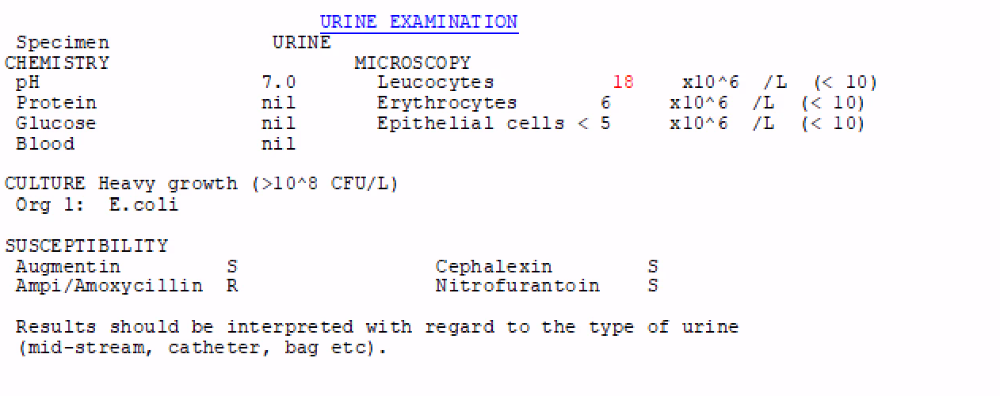 URINE EXAMINATION
Specimen URINE
CHEMISTRY MICROSCOPY
pH 7.0 Leucocytes 18 x10^6 /L (< 10)
Protein nil Erythrocytes 6 x10^6 /L (< 10)
Glucose nil Epithelial cells < 5 x10^6 /L (< 10)
Blood nil
CULTURE Heavy growth (>10^8 CFU/L)
Org 1: E.coli
SUSCEPTIBILITY
Augmentin S Cephalexin S
Ampi/Amoxycillin R Nitrofurantoin S
Results should be interpreted with regard to the type of urine
(mid-stream, catheter, bag etc).